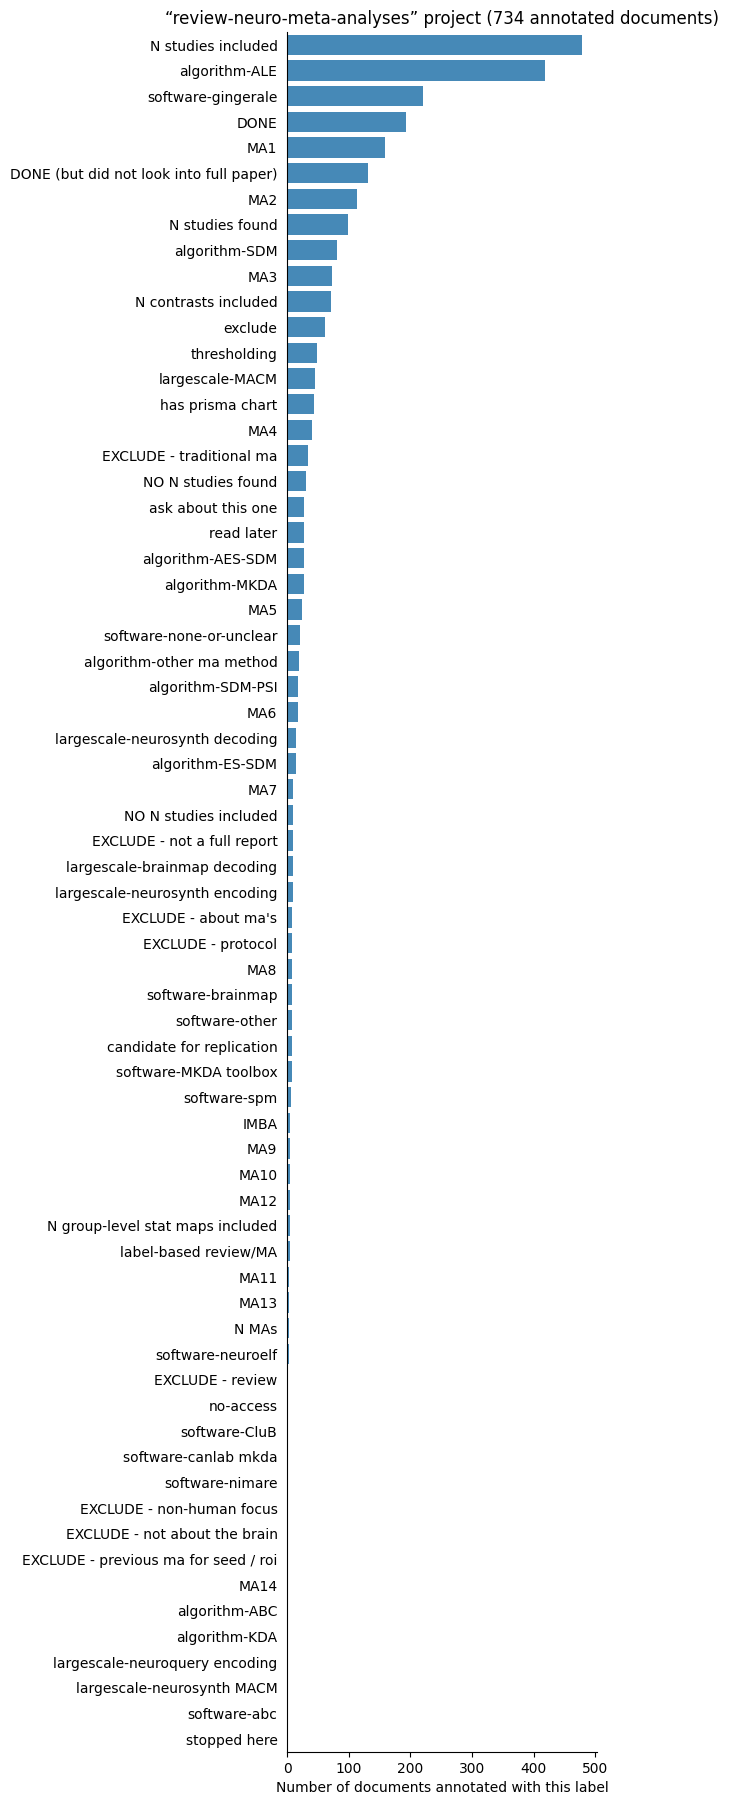 “review-neuro-meta-analyses” project (734 annotated documents)
N studies included
algorithm-ALE
software-gingerale
DONE
MA1
DONE (but did not look into full paper)
MA2
N studies found
algorithm-SDM
MA3
N contrasts included
exclude
thresholding
largescale-MACM
has prisma chart
MA4
EXCLUDE - traditional ma
NO N studies found
ask about this one
read later
algorithm-AES-SDM
algorithm-MKDA
MA5
software-none-or-unclear
algorithm-other ma method
algorithm-SDM-PSI
MA6
largescale-neurosynth decoding
algorithm-ES-SDM
MA7
NO N studies included
EXCLUDE - not a full report
largescale-brainmap decoding
largescale-neurosynth encoding
EXCLUDE - about ma's
EXCLUDE - protocol
MA8
software-brainmap
software-other
candidate for replication
software-MKDA toolbox
software-spm
IMBA
MA9
MA10
MA12
N group-level stat maps included
label-based review/MA
MA11
MA13
N MAs
software-neuroelf
EXCLUDE - review
no-access
software-CluB
software-canlab mkda
software-nimare
EXCLUDE - non-human focus
EXCLUDE - not about the brain
EXCLUDE - previous ma for seed / roi
MA14
algorithm-ABC
algorithm-KDA
largescale-neuroquery encoding
largescale-neurosynth MACM
software-abc
stopped here
0 100 200 300 400 500
Number of documents annotated with this label